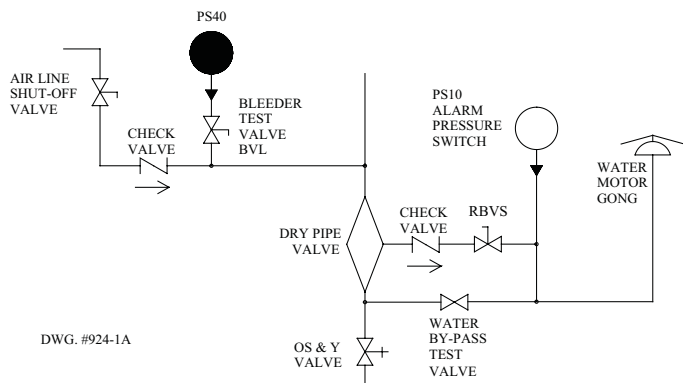 PS40
AIR LINE
SHUT-OFF
VALVE
BLEEDER
TEST
VALVE
BVL
CHECK
VALVE
PS10
ALARM
PRESSURE
SWITCH
WATER
MOTOR
GONG
DRY PIPE
VALVE
CHECK
VALVE
RBVS
DWG. #924-1A
OS & Y
VALVE
WATER
BY-PASS
TEST
VALVE